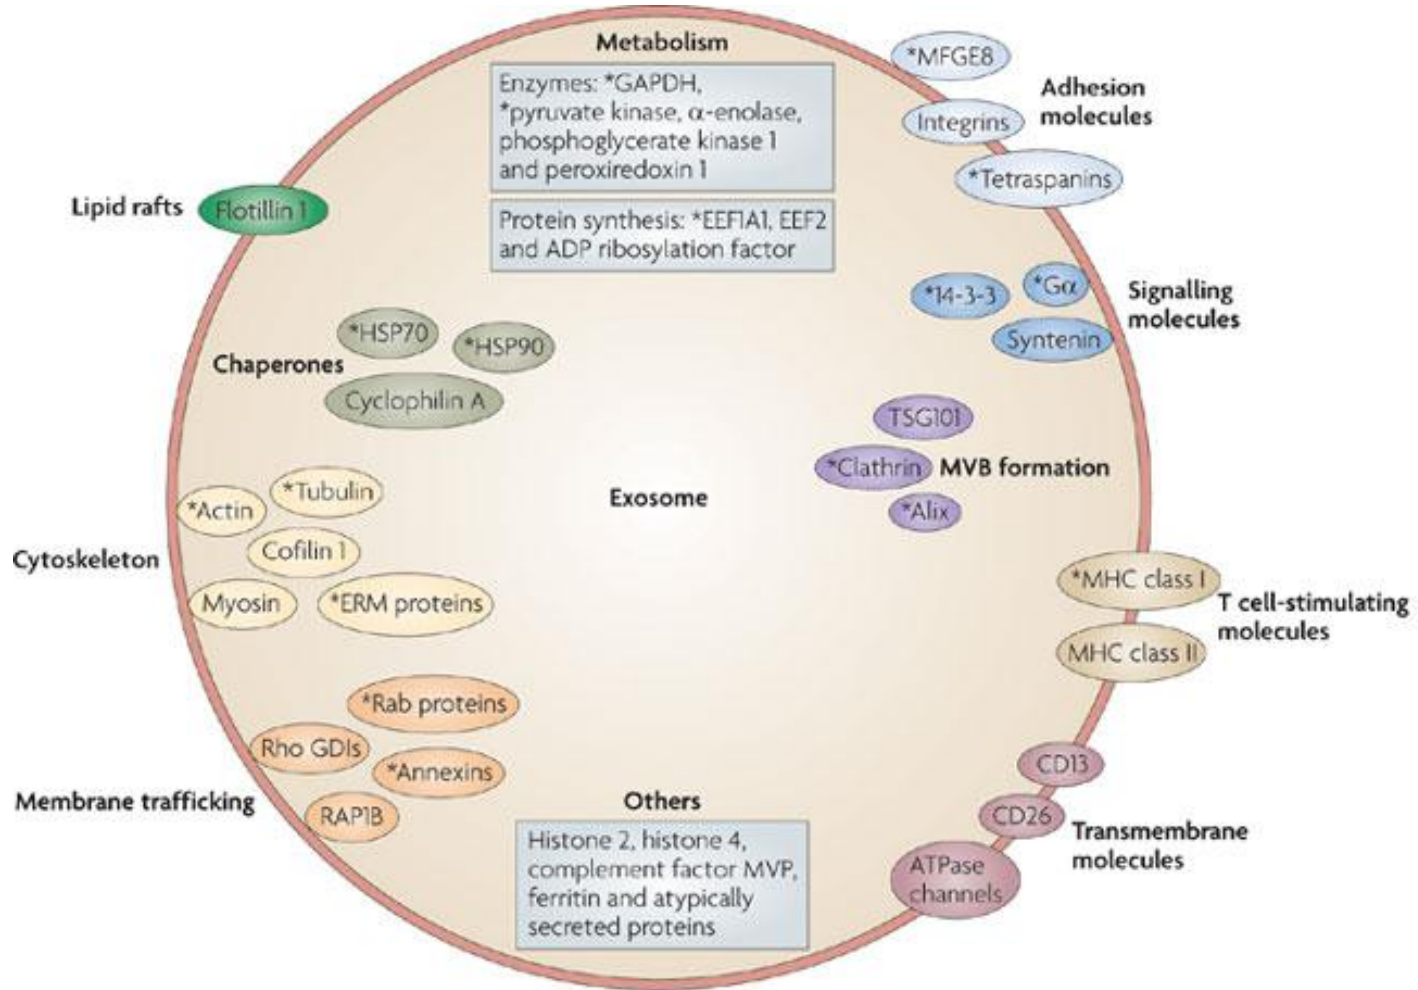 Metabolism
Enzymes: *GAPDH,
*pyruvate kinase, α-enolase,
phosphoglycerate kinase 1
and peroxiredoxin 1
Protein synthesis: *EEF1A1, EEF2
and ADP ribosylation factor
*MFGE8
Integrins
*Tetraspanins
Adhesion
molecules
Lipid rafts
Flotillin 1
*14-3-3
*Gα
Syntenin
Signalling
molecules
Chaperones
*HSP70
*HSP90
Cyclophilin A
TSG101
*Clathrin
*Alix
MVB formation
Exosome
Cytoskeleton
*Actin
*Tubulin
Cofilin 1
Myosin
*ERM proteins
*MHC class I
MHC class II
T cell-stimulating
molecules
Membrane trafficking
*Rab proteins
Rho GDIs
*Annexins
RAP1B
CD13
CD26
ATPase
channels
Transmembrane
molecules
Others
Histone 2, histone 4,
complement factor MVP,
ferritin and atypically
secreted proteins